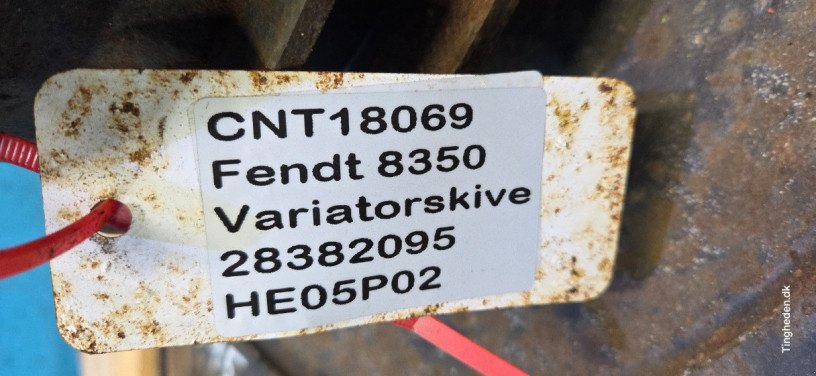 CNT18069
Fendt 8350
Variatorskive
28382095
HE05P02
Tingheden.dk